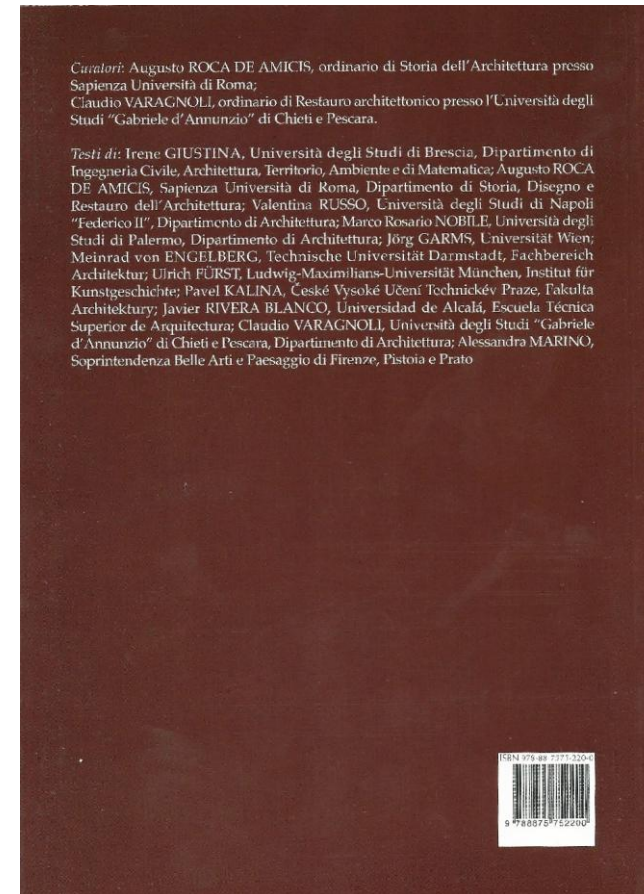 Curatori: Augusto ROCA DE AMICIS, ordinario di Storia dell'Architettura presso
Sapienza Università di Roma;
Claudio VARAGNOLI, ordinario di Restauro architettonico presso l'Università degli
Studi "Gabriele d'Annunzio" di Chieti e Pescara.
Testi di: Irene GIUSTINA, Università degli Studi di Brescia, Dipartimento di
Ingegneria Civile, Architettura, Territorio, Ambiente e di Matematica; Augusto ROCA
DE AMICIS, Sapienza Università di Roma, Dipartimento di Storia, Disegno e
Restauro dell'Architettura; Valentina RUSSO, Università degli Studi di Napoli
"Federico II", Dipartimento di Architettura; Marco Rosario NOBILE, Università degli
Studi di Palermo, Dipartimento di Architettura; Jörg GARMS, Universität Wien;
Meinrad von ENGELBERG, Technische Universität Darmstadt, Fachbereich
Architektur; Ulrich FÜRST, Ludwig-Maximilians-Universität München, Institut für
Kunstgeschichte; Pavel KALINA, České Vysoké Učení Technickév Praze, Fakulta
Architektury; Javier RIVERA BLANCO, Universidad de Alcalá, Escuela Técnica
Superior de Arquitectura; Claudio VARAGNOLI, Università degli Studi "Gabriele
d'Annunzio" di Chieti e Pescara, Dipartimento di Architettura; Alessandra MARINO,
Soprintendenza Belle Arti e Paesaggio di Firenze, Pistoia e Prato
ISBN 978-88
9 788875 752200